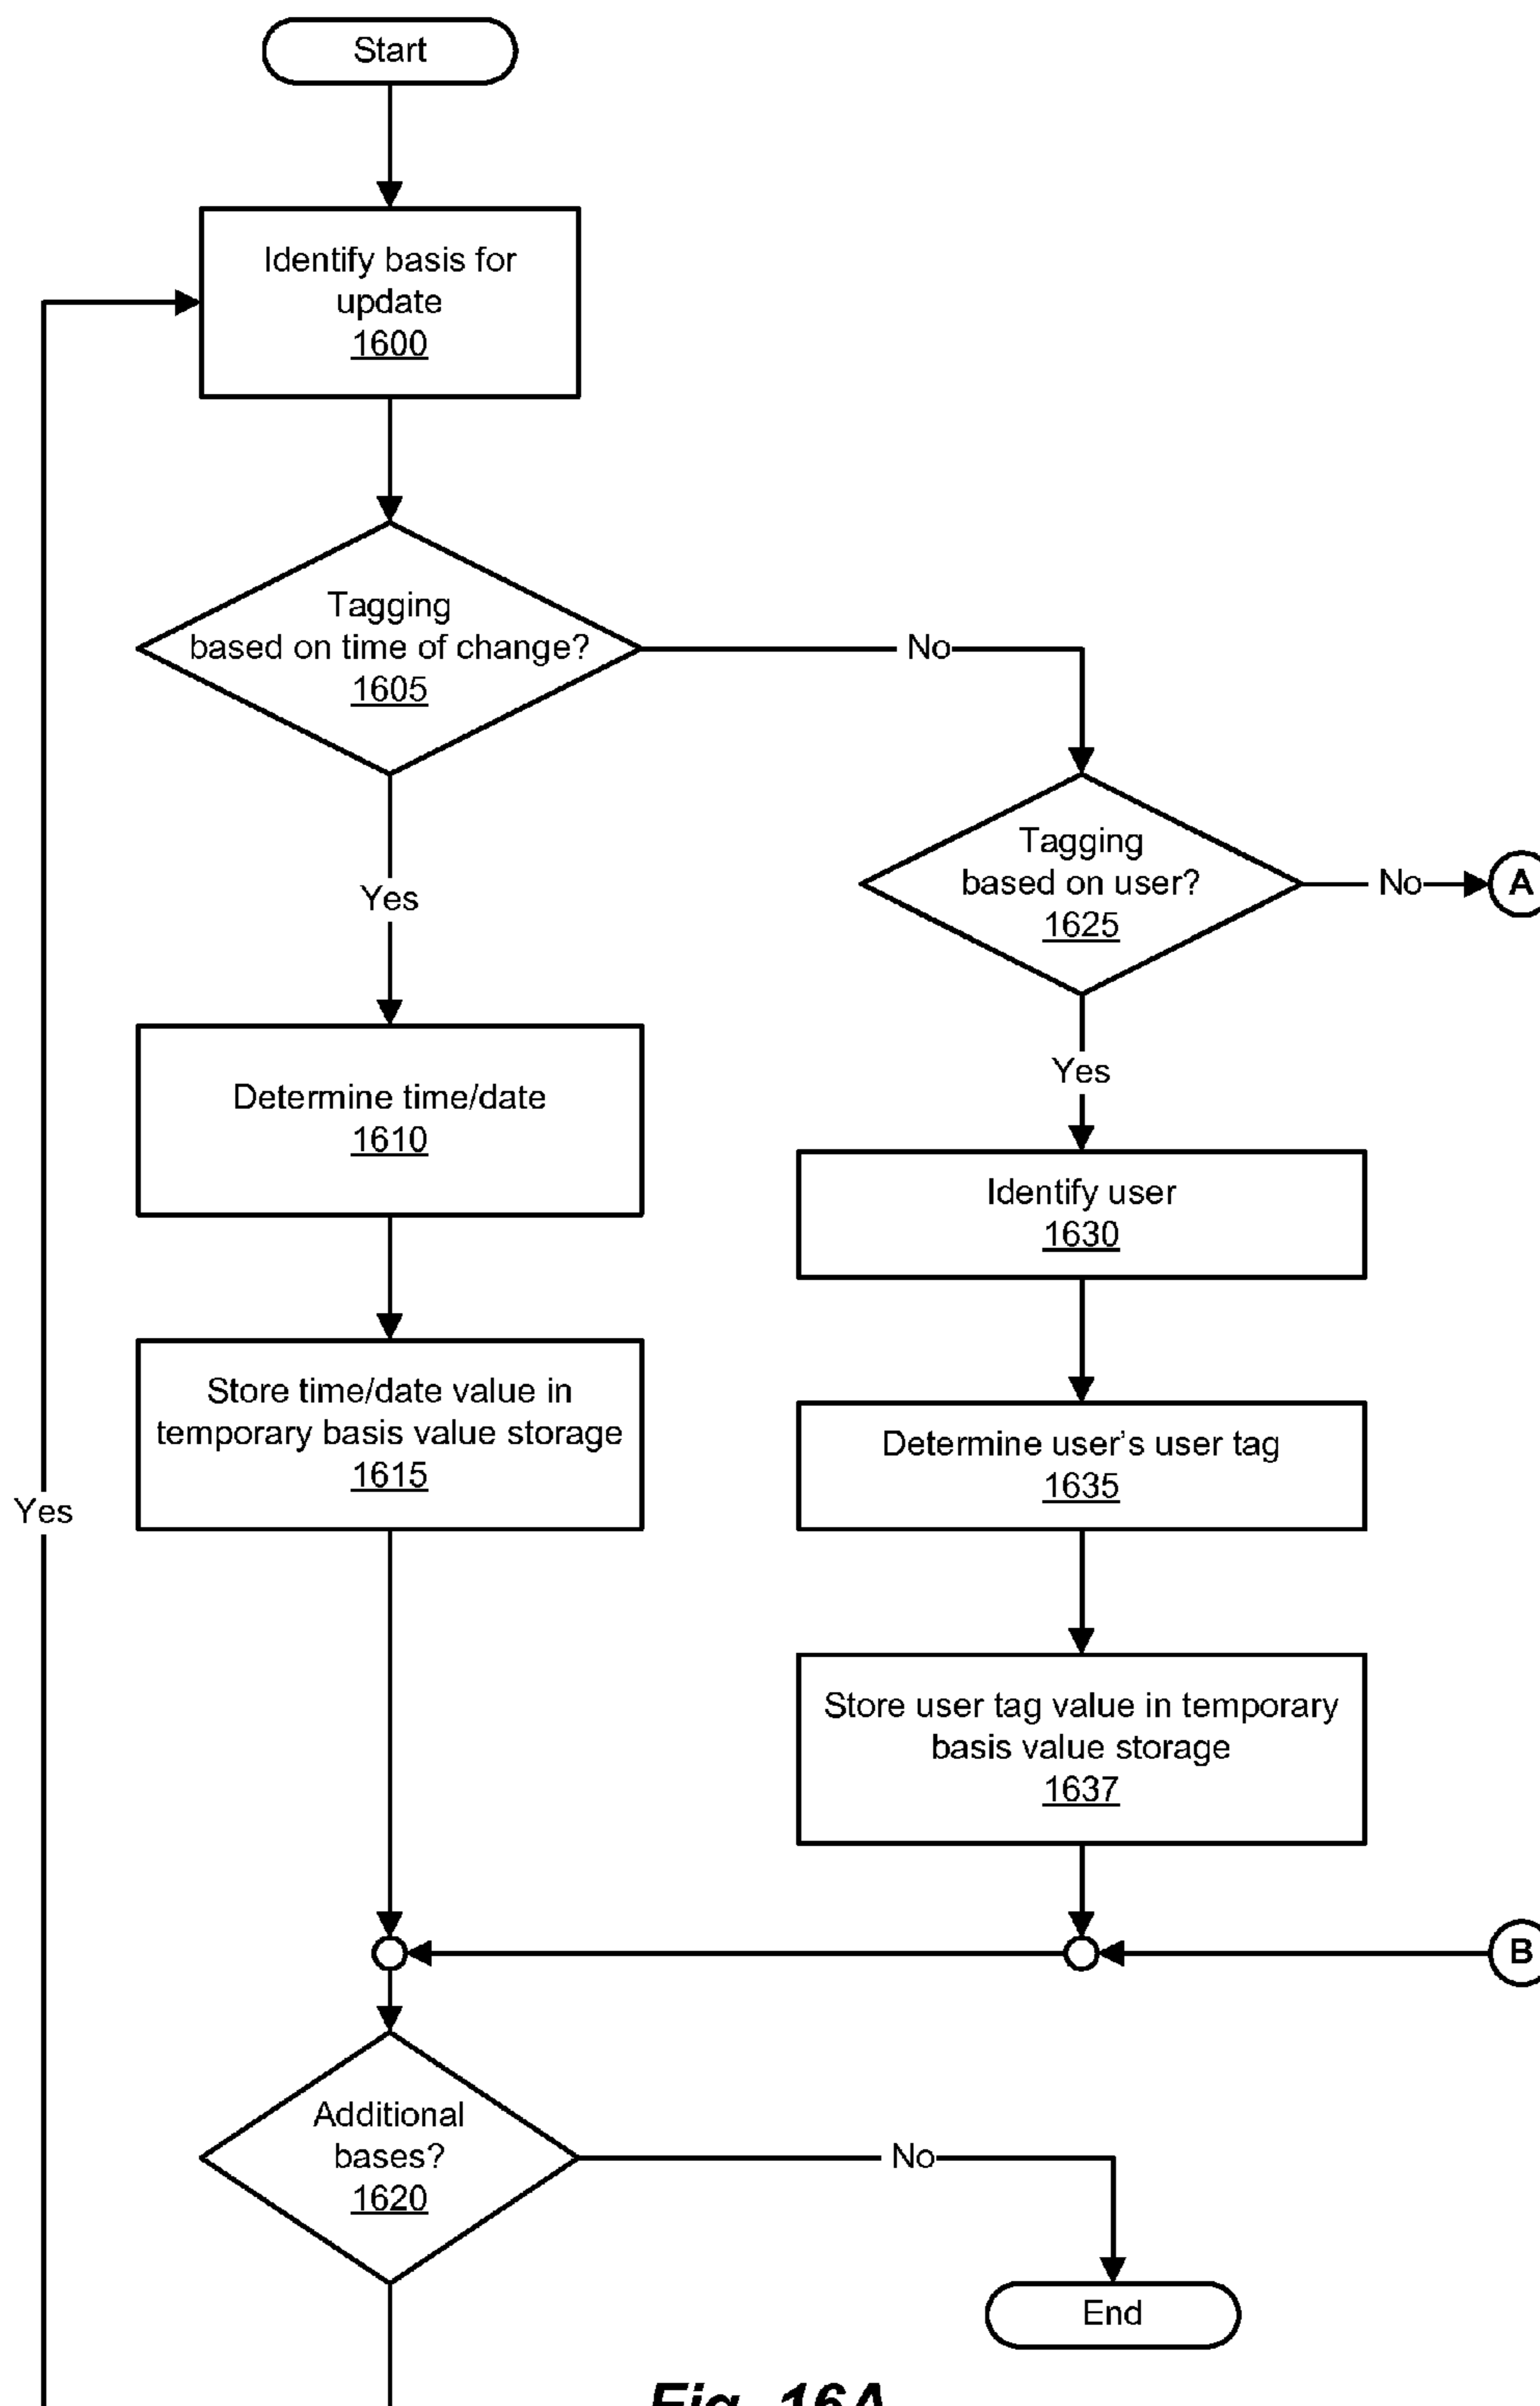 Start
Identify basis for
update
1600
Tagging
based on time of change?
1605
No
Tagging
based on user?
1625
No
A
Yes
Yes
Determine time/date
1610
Identify user
1630
Store time/date value in
temporary basis value storage
1615
Determine user's user tag
1635
Yes
Store user tag value in temporary
basis value storage
1637
B
Additional
bases?
1620
No
End
Fig. 16A